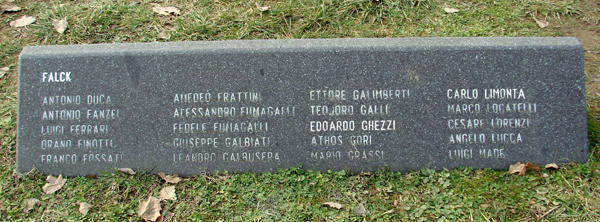 FALCK
ANTONIO DUCA AMEDEO FRATTINI ETTORE GALIMBERTI CARLO LIMONTA
ANTONIO FANZEL ALESSANDRO FUMAGALLI TEODORO GALLI MARCO LOCATELLI
LUIGI FERRARI FEDELE FUMAGALLI EDOARDO GHEZZI CESARE LORENZI
ORANO FINOTTI GIUSEPPE GALBIATI ATHOS GORI ANGELO LUCCA
FRANCO FOSSATI LEANDRO GALBUSERA MARIO GRASSI LUIGI MADE